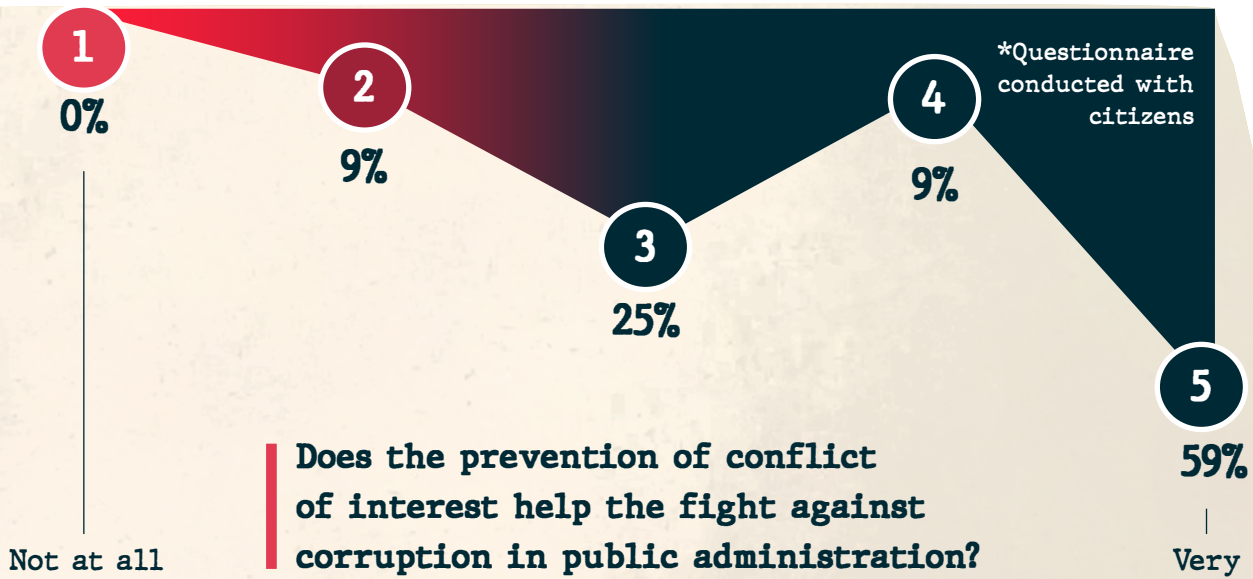 1
0%
2
9%
3
25%
4
9%
*Questionnaire
conducted with
citizens
5
59%
Does the prevention of conflict
of interest help the fight against
corruption in public administration?
Not at all
Very